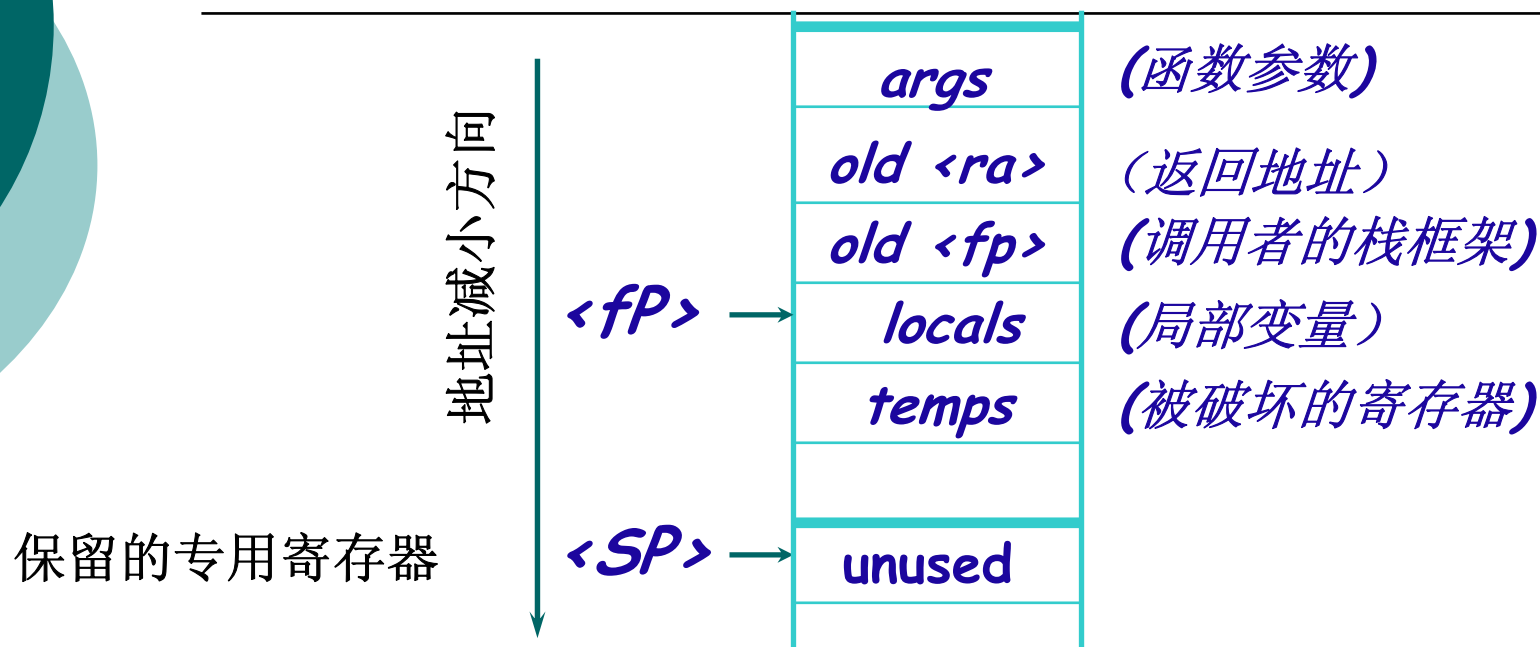 args (函数参数)
old <ra> （返回地址）
old <fp> (调用者的栈框架)
<fP> locals (局部变量）
temps (被破坏的寄存器)
地址减小方向
保留的专用寄存器 <SP> unused